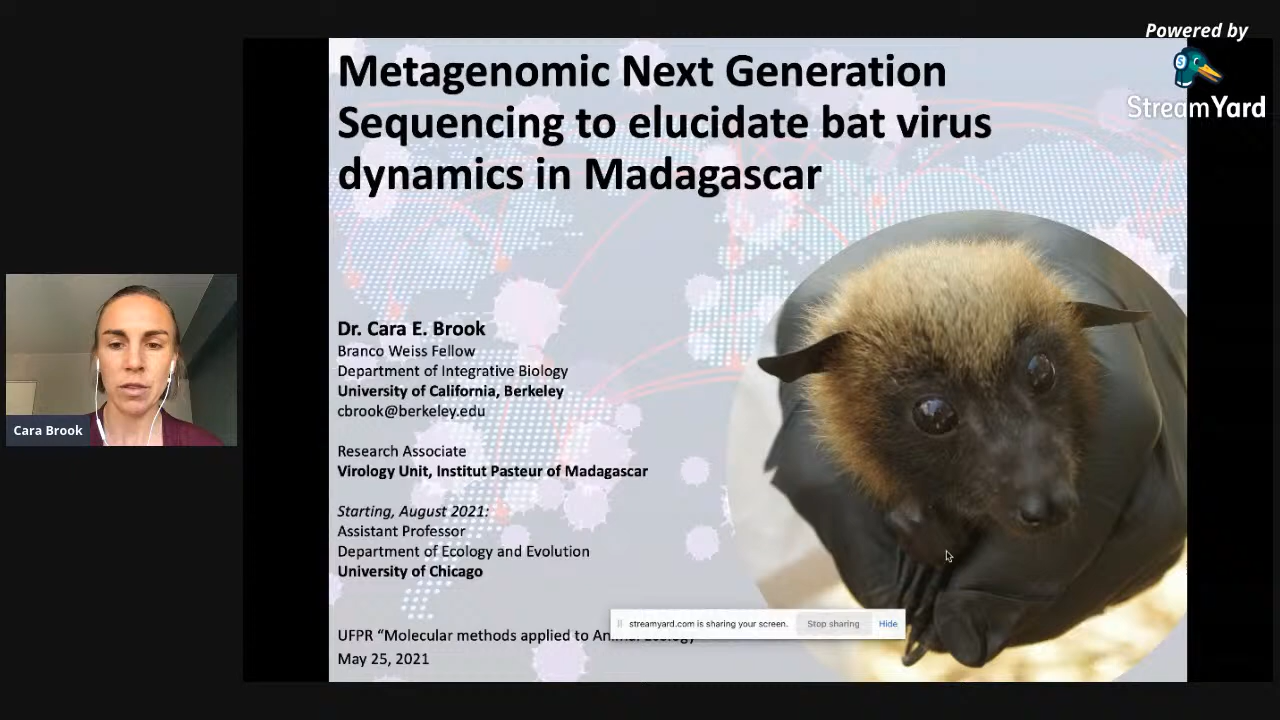 Powered by
StreamYard
Metagenomic Next Generation
Sequencing to elucidate bat virus
dynamics in Madagascar
Dr. Cara E. Brook
Branco Weiss Fellow
Department of Integrative Biology
University of California, Berkeley
cbrook@berkeley.edu
Research Associate
Virology Unit, Institut Pasteur of Madagascar
Starting, August 2021:
Assistant Professor
Department of Ecology and Evolution
University of Chicago
UFPR “Molecular methods applied to Animal Ecology
May 25, 2021
streamyard.com is sharing your screen.
Stop sharing
Hide
Cara Brook